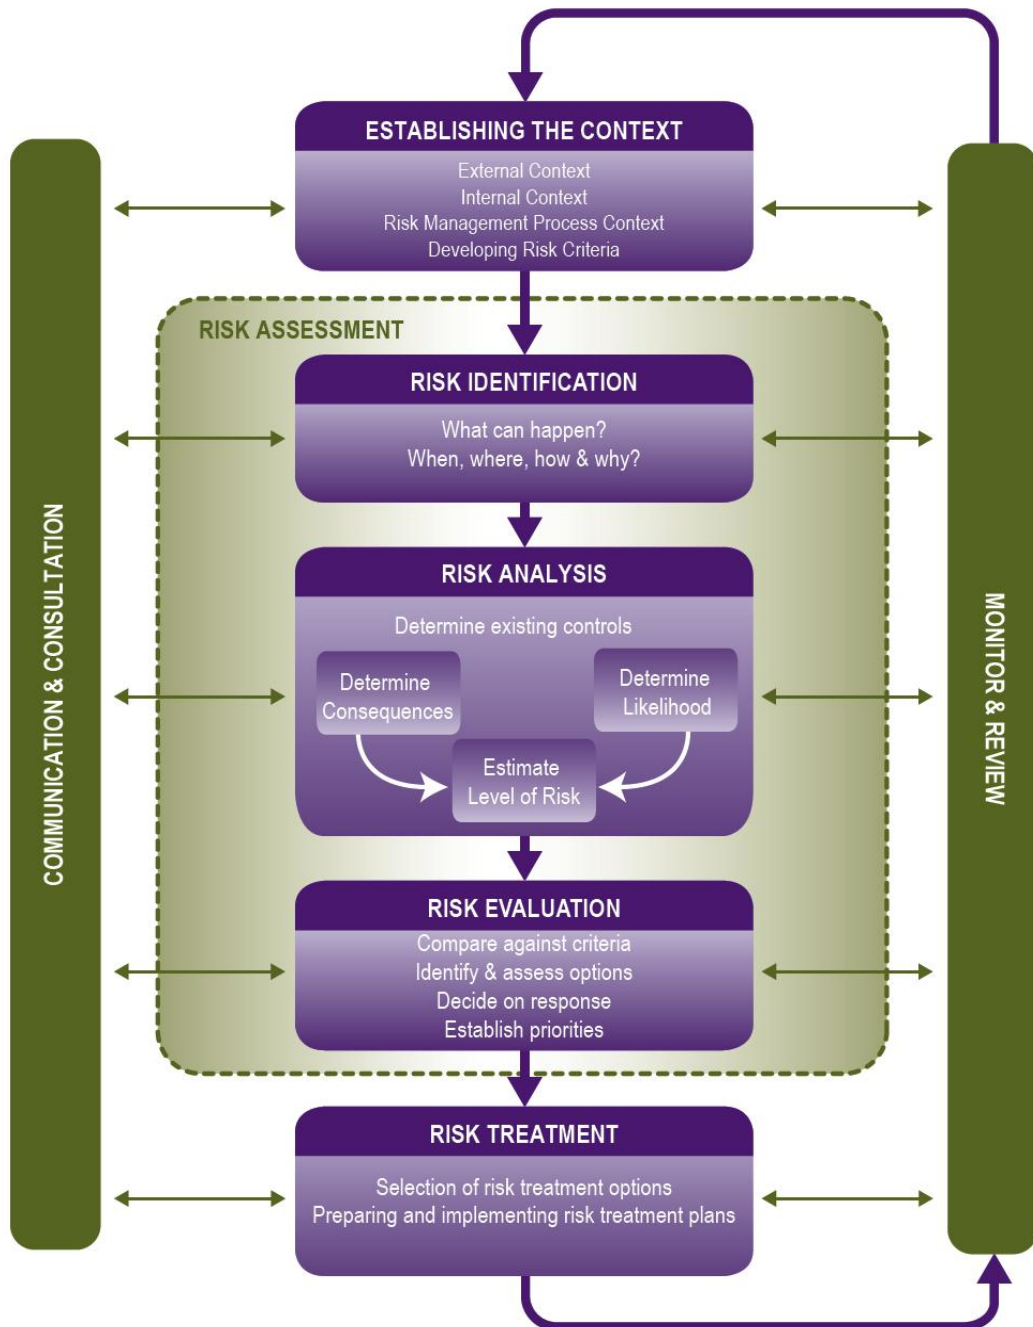 ESTABLISHING THE CONTEXT
External Context
Internal Context
Risk Management Process Context
Developing Risk Criteria
RISK ASSESSMENT
RISK IDENTIFICATION
What can happen?
When, where, how & why?
RISK ANALYSIS
Determine existing controls
Determine
Consequences
Determine
Likelihood
Estimate
Level of Risk
RISK EVALUATION
Compare against criteria
Identify & assess options
Decide on response
Establish priorities
RISK TREATMENT
Selection of risk treatment options
Preparing and implementing risk treatment plans
COMMUNICATION & CONSULTATION
MONITOR & REVIEW